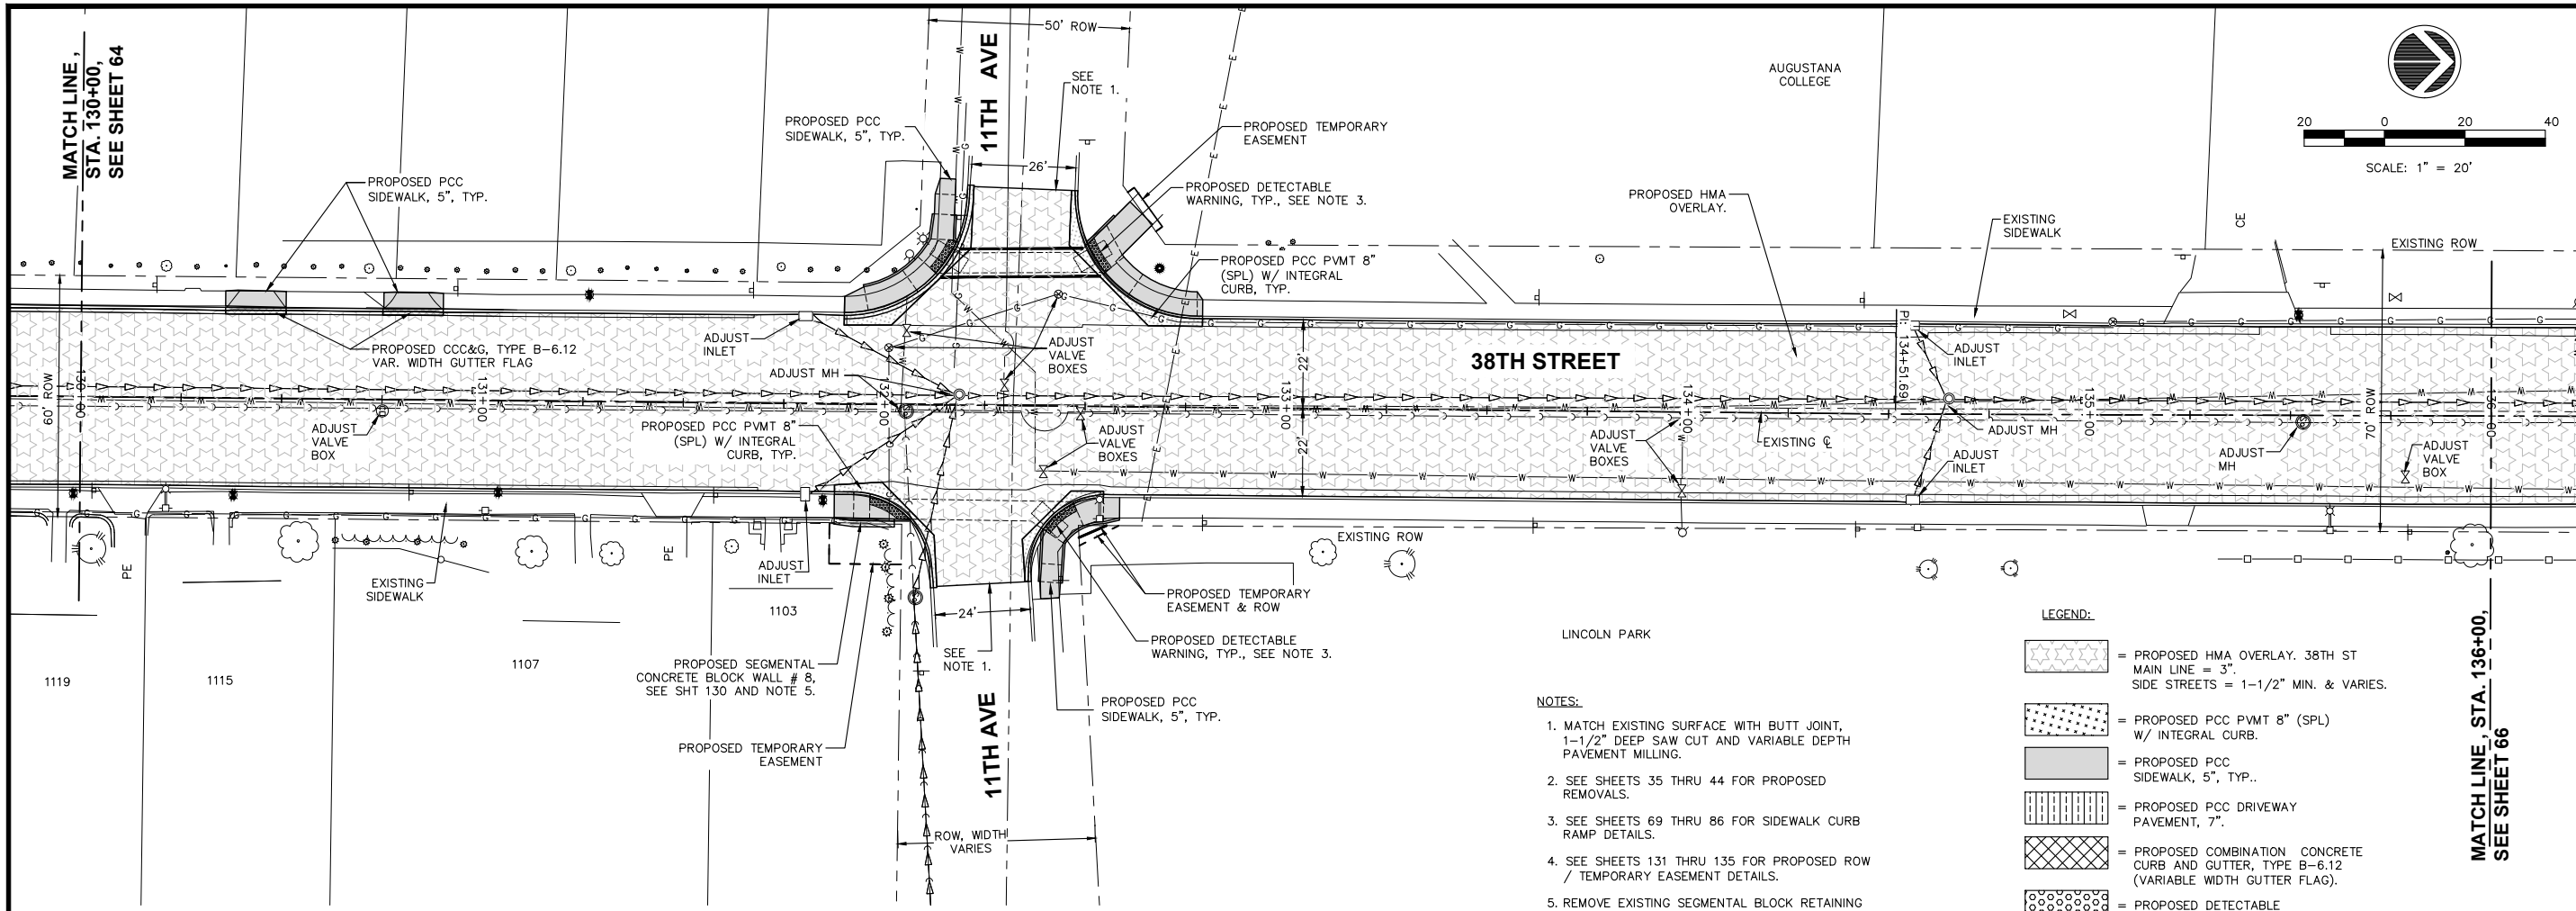 MATCH LINE,
STA. 130+00,
SEE SHEET 64
50' ROW
11TH AVE
SEE
NOTE 1.
AUGUSTANA
COLLEGE
20 0 20 40
SCALE: 1" = 20'
PROPOSED PCC
SIDEWALK, 5", TYP.
PROPOSED TEMPORARY
EASEMENT
26'
PROPOSED PCC
SIDEWALK, 5", TYP.
PROPOSED DETECTABLE
WARNING, TYP., SEE NOTE 3.
PROPOSED HMA
OVERLAY.
EXISTING
SIDEWALK
CE
EXISTING ROW
PROPOSED PCC PVMT 8"
(SPL) W/ INTEGRAL
CURB, TYP.
ADJUST
INLET
PROPOSED CCC&G, TYPE B-6.12
VAR. WIDTH GUTTER FLAG
ADJUST
VALVE
BOXES
22'
38TH STREET
PI: 134+51.69
ADJUST
INLET
ADJUST MH
60' ROW
130+00
131+00
132+00
133+00
134+00
135+00
136+00
70' ROW
ADJUST
VALVE
BOX
PROPOSED PCC PVMT 8"
(SPL) W/ INTEGRAL
CURB, TYP.
ADJUST
VALVE
BOXES
22'
ADJUST
VALVE
BOXES
EXISTING ℄
ADJUST MH
ADJUST
INLET
ADJUST
MH
ADJUST
VALVE
BOX
PE
EXISTING
SIDEWALK
PE
ADJUST
INLET
1103
EXISTING ROW
24'
PROPOSED TEMPORARY
EASEMENT & ROW
PROPOSED DETECTABLE
WARNING, TYP., SEE NOTE 3.
SEE
NOTE 1.
1119
1115
1107
PROPOSED SEGMENTAL
CONCRETE BLOCK WALL # 8,
SEE SHT 130 AND NOTE 5.
PROPOSED TEMPORARY
EASEMENT
PROPOSED PCC
SIDEWALK, 5", TYP.
11TH AVE
ROW, WIDTH
VARIES
LINCOLN PARK
NOTES:
1. MATCH EXISTING SURFACE WITH BUTT JOINT,
1-1/2" DEEP SAW CUT AND VARIABLE DEPTH
PAVEMENT MILLING.
2. SEE SHEETS 35 THRU 44 FOR PROPOSED
REMOVALS.
3. SEE SHEETS 69 THRU 86 FOR SIDEWALK CURB
RAMP DETAILS.
4. SEE SHEETS 131 THRU 135 FOR PROPOSED ROW
/ TEMPORARY EASEMENT DETAILS.
5. REMOVE EXISTING SEGMENTAL BLOCK RETAINING
LEGEND:
= PROPOSED HMA OVERLAY. 38TH ST
MAIN LINE = 3".
SIDE STREETS = 1-1/2" MIN. & VARIES.
= PROPOSED PCC PVMT 8" (SPL)
W/ INTEGRAL CURB.
= PROPOSED PCC
SIDEWALK, 5", TYP..
= PROPOSED PCC DRIVEWAY
PAVEMENT, 7".
= PROPOSED COMBINATION CONCRETE
CURB AND GUTTER, TYPE B-6.12
(VARIABLE WIDTH GUTTER FLAG).
= PROPOSED DETECTABLE
MATCH LINE, STA. 136+00,
SEE SHEET 66